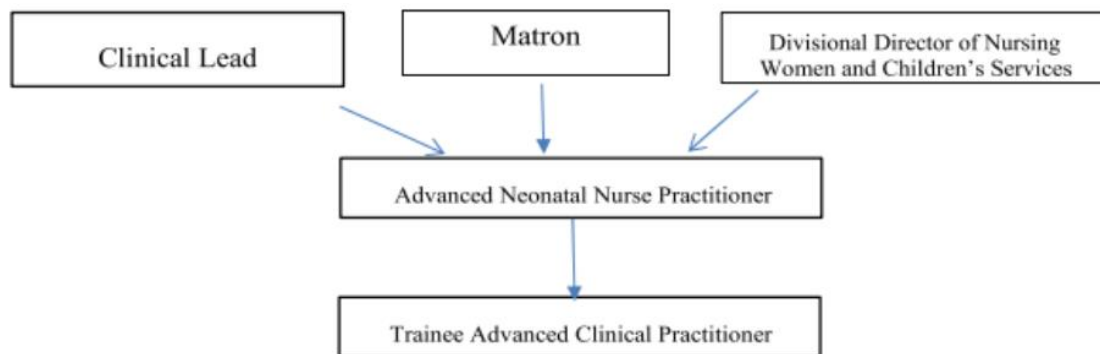 Clinical Lead
Matron
Divisional Director of Nursing
Women and Children's Services
Advanced Neonatal Nurse Practitioner
Trainee Advanced Clinical Practitioner